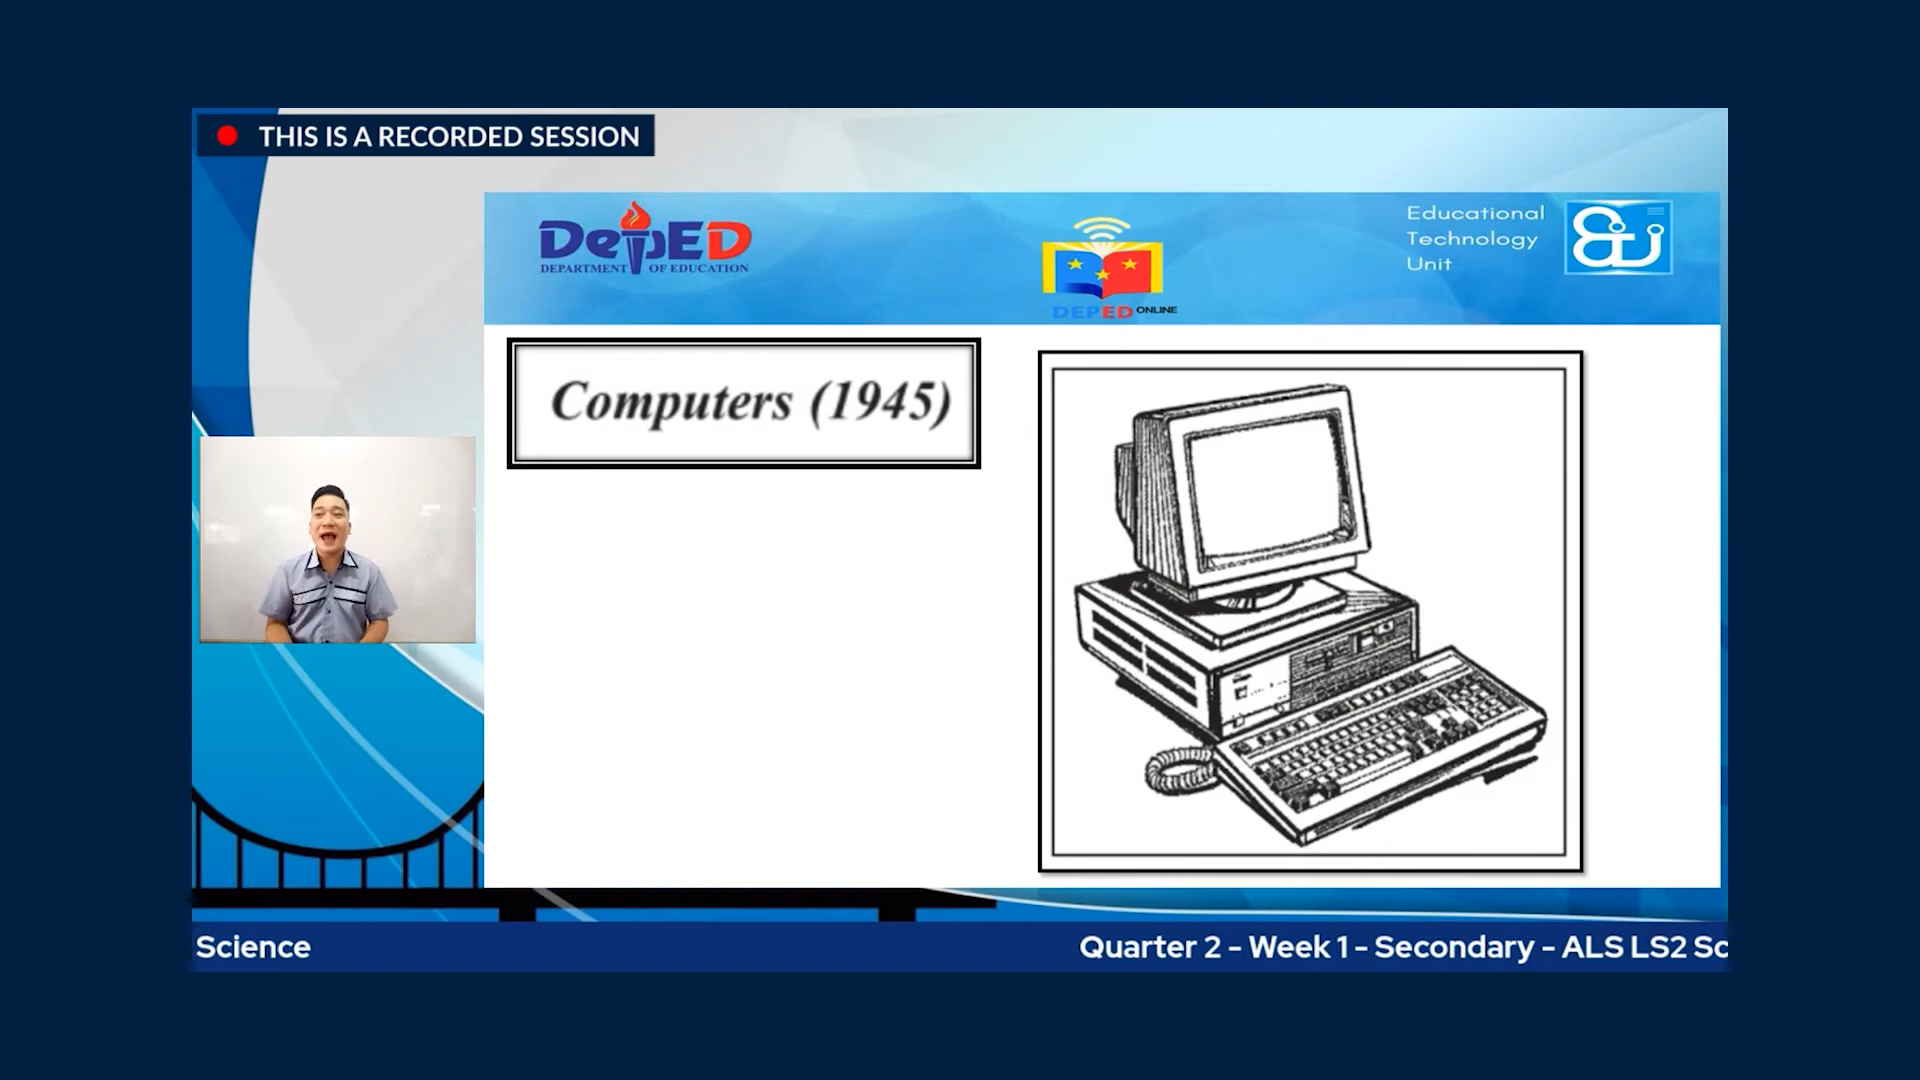 THIS IS A RECORDED SESSION
DepED
DEPARTMENT OF EDUCATION
DEPED ONLINE
Educational
Technology
Unit
Computers (1945)
Science
Quarter 2 - Week 1 - Secondary - ALS LS2 Sc